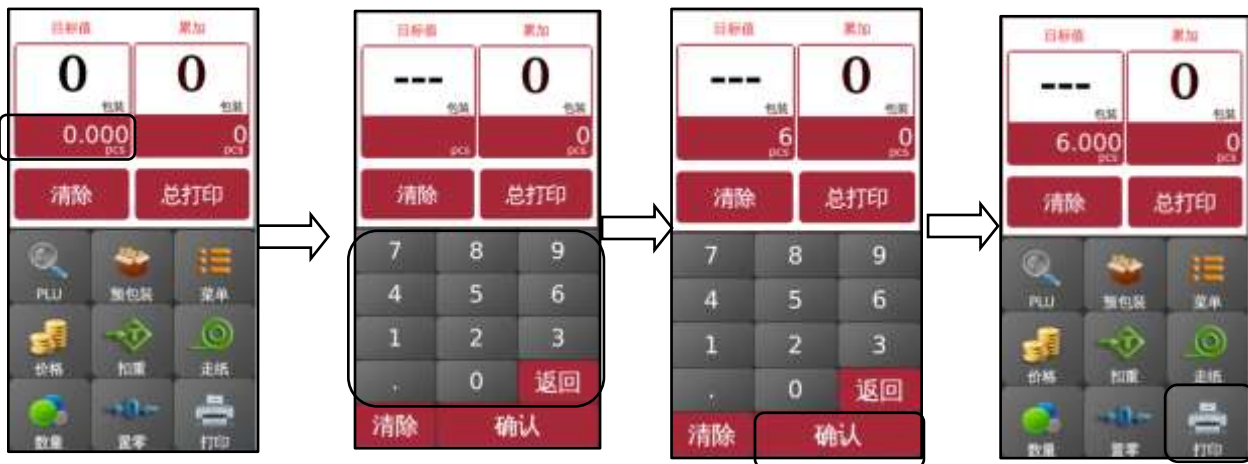 目标值 累加
0 0
包装 包装
0.000 0
pcs pcs
清除 总打印
PLU 预包装 菜单
价格 扣重 走纸
数量 置零 打印
目标值 累加
--- 0
包装 包装
0
pcs pcs
清除 总打印
7 8 9
4 5 6
1 2 3
. 0 返回
清除 确认
目标值 累加
--- 0
包装 包装
6 0
pcs pcs
清除 总打印
7 8 9
4 5 6
1 2 3
. 0 返回
清除 确认
目标值 累加
--- 0
包装 包装
6.000 0
pcs pcs
清除 总打印
PLU 预包装 菜单
价格 扣重 走纸
数量 置零 打印